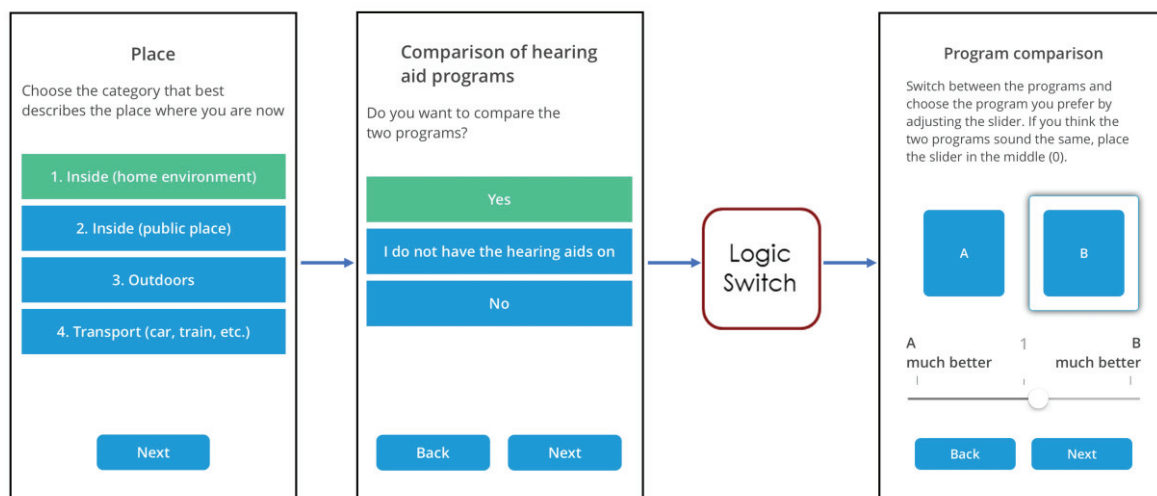 Place
Choose the category that best
describes the place where you are now
1. Inside (home environment)
2. Inside (public place)
3. Outdoors
4. Transport (car, train, etc.)
Next
Comparison of hearing
aid programs
Do you want to compare the
two programs?
Yes
I do not have the hearing aids on
No
Back
Next
Logic
Switch
Program comparison
Switch between the programs and
choose the program you prefer by
adjusting the slider. If you think the
two programs sound the same, place
the slider in the middle (0).
A
B
A 1 B
much better much better
Back
Next